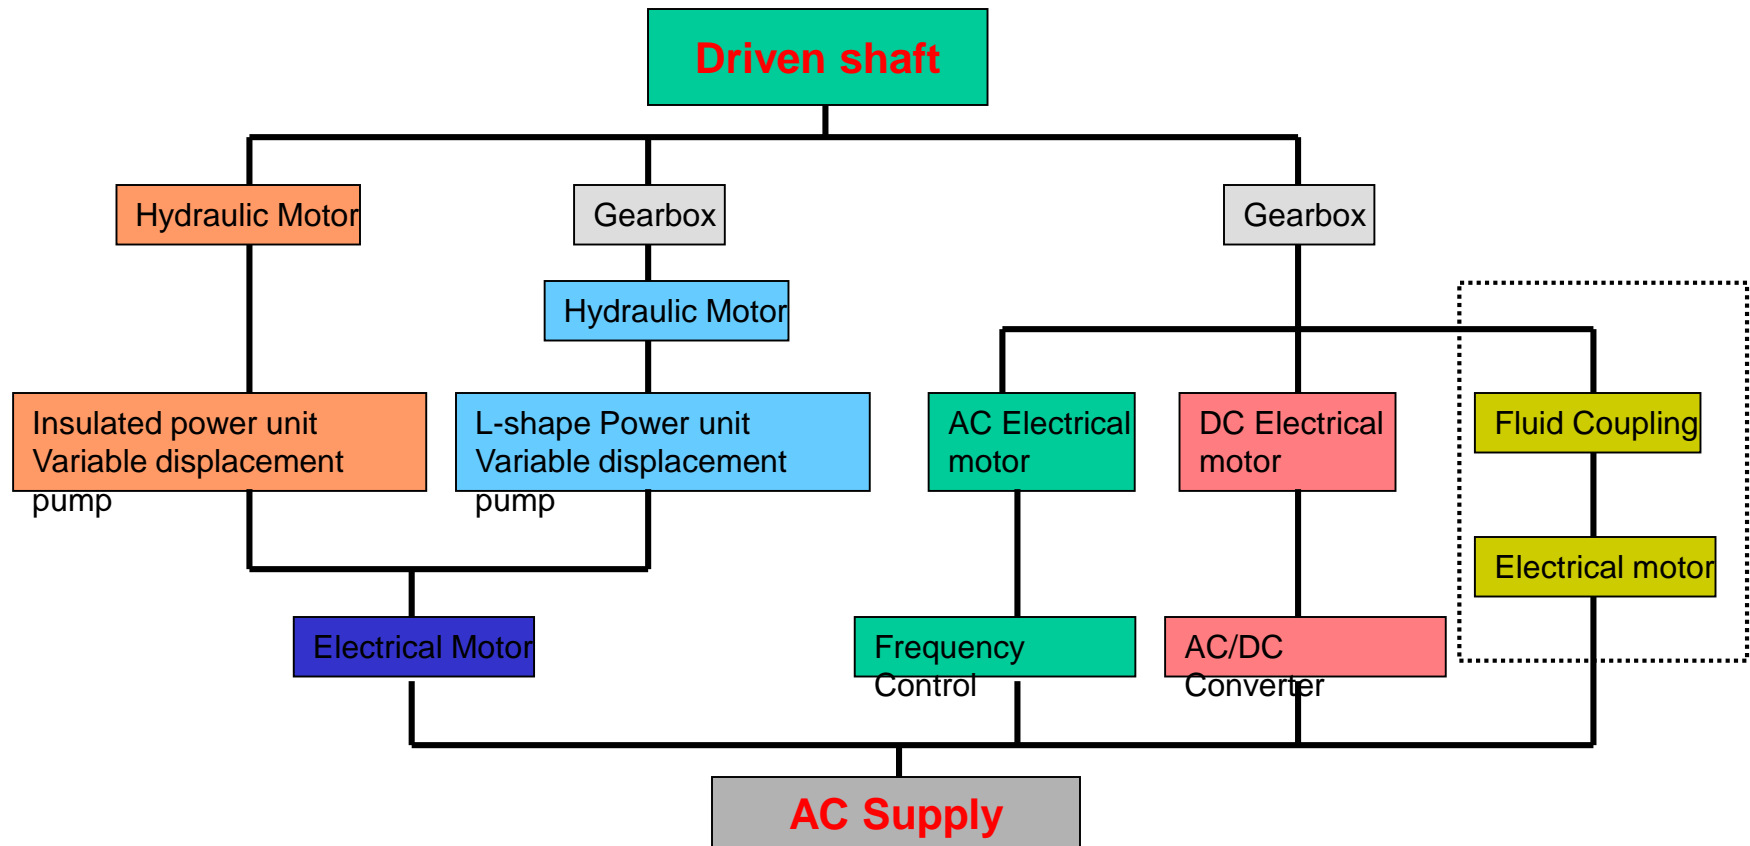 Driven shaft
Hydraulic Motor
Gearbox
Gearbox
Hydraulic Motor
Insulated power unit
Variable displacement
pump
L-shape Power unit
Variable displacement
pump
AC Electrical
motor
DC Electrical
motor
Fluid Coupling
Electrical motor
Electrical Motor
Frequency
Control
AC/DC
Converter
AC Supply